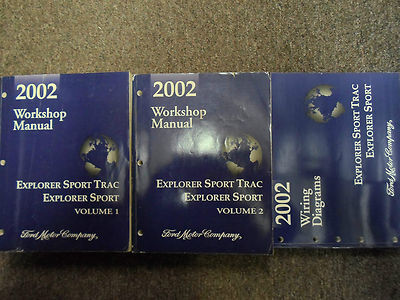 2002
Workshop
Manual
EXPLORER SPORT TRAC
EXPLORER SPORT
VOLUME 1
Ford Motor Company,
2002
Workshop
Manual
EXPLORER SPORT TRAC
EXPLORER SPORT
VOLUME 2
Ford Motor Company,
2002
Wiring
Diagrams
EXPLORER SPORT TRAC
EXPLORER SPORT
Ford Motor Company,